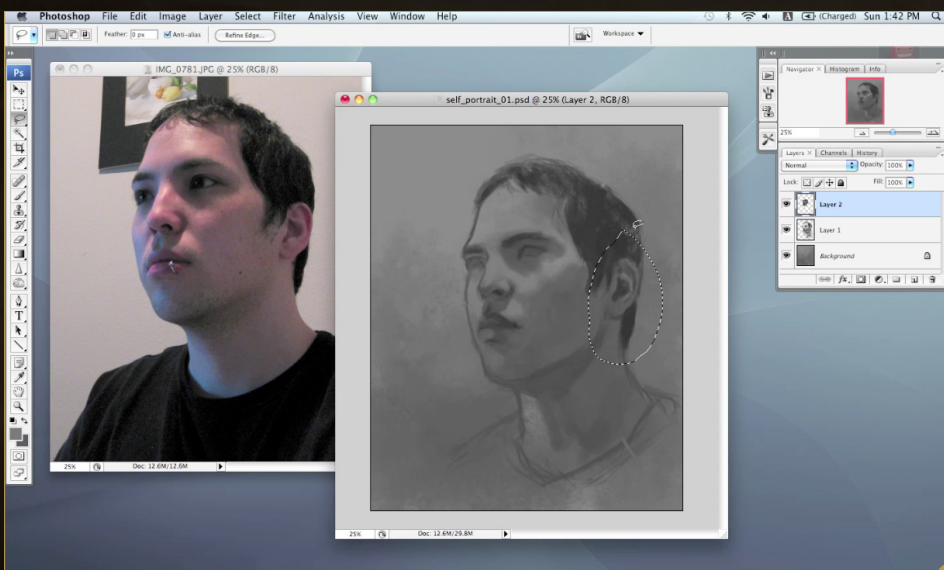 Photoshop File Edit Image Layer Select Filter Analysis View Window Help (Charged) Sun 1:42 PM
Feather: 0 px Anti-alias Refine Edge... Workspace
Ps
IMG_0781.JPG @ 25% (RGB/8)
25% Doc: 12.6M/12.6M
self_portrait_01.psd @ 25% (Layer 2, RGB/8)
25% Doc: 12.6M/29.8M
Navigator × Histogram Info
25%
Layers × Channels History
Normal Opacity: 100%
Lock: Fill: 100%
Layer 2
Layer 1
Background
fx.